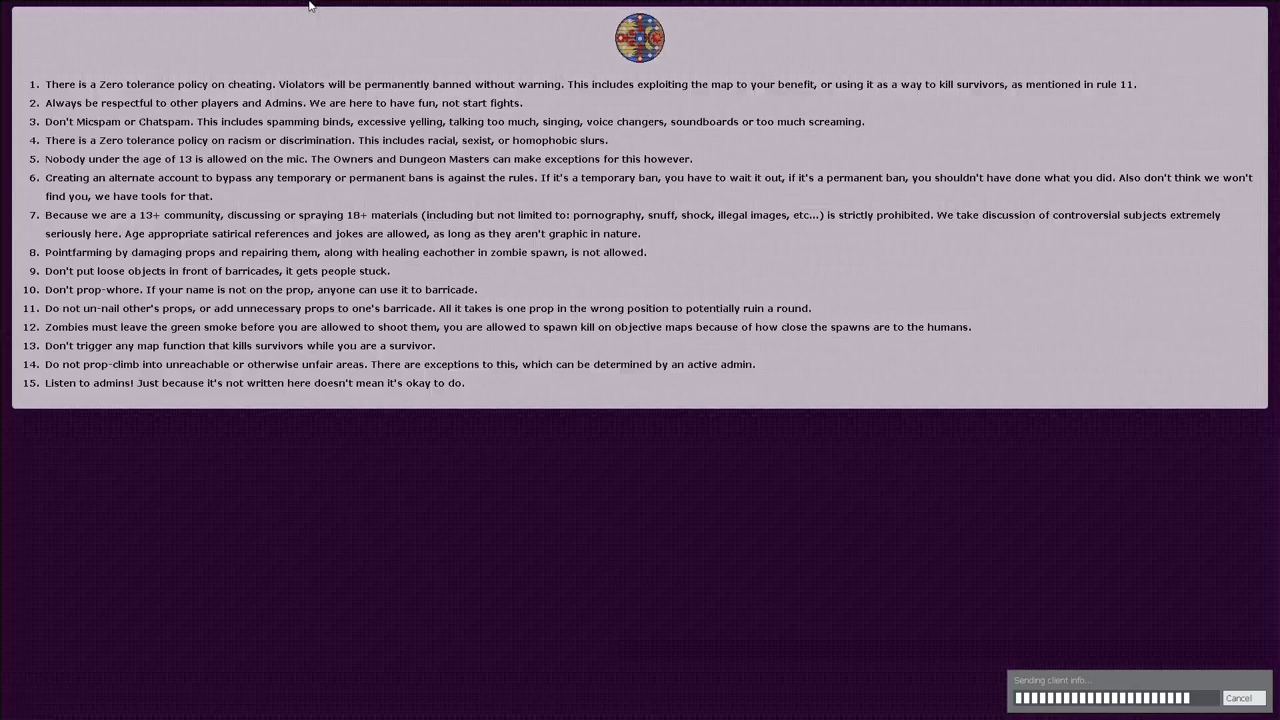 1. There is a Zero tolerance policy on cheating. Violators will be permanently banned without warning. This includes exploiting the map to your benefit, or using it as a way to kill survivors, as mentioned in rule 11.
2. Always be respectful to other players and Admins. We are here to have fun, not start fights.
3. Don't Micspam or Chatspam. This includes spamming binds, excessive yelling, talking too much, singing, voice changers, soundboards or too much screaming.
4. There is a Zero tolerance policy on racism or discrimination. This includes racial, sexist, or homophobic slurs.
5. Nobody under the age of 13 is allowed on the mic. The Owners and Dungeon Masters can make exceptions for this however.
6. Creating an alternate account to bypass any temporary or permanent bans is against the rules. If it's a temporary ban, you have to wait it out, if it's a permanent ban, you shouldn't have done what you did. Also don't think we won't
find you, we have tools for that.
7. Because we are a 13+ community, discussing or spraying 18+ materials (including but not limited to: pornography, snuff, shock, illegal images, etc...) is strictly prohibited. We take discussion of controversial subjects extremely
seriously here. Age appropriate satirical references and jokes are allowed, as long as they aren't graphic in nature.
8. Pointfarming by damaging props and repairing them, along with healing eachother in zombie spawn, is not allowed.
9. Don't put loose objects in front of barricades, it gets people stuck.
10. Don't prop-whore. If your name is not on the prop, anyone can use it to barricade.
11. Do not un-nail other's props, or add unnecessary props to one's barricade. All it takes is one prop in the wrong position to potentially ruin a round.
12. Zombies must leave the green smoke before you are allowed to shoot them, you are allowed to spawn kill on objective maps because of how close the spawns are to the humans.
13. Don't trigger any map function that kills survivors while you are a survivor.
14. Do not prop-climb into unreachable or otherwise unfair areas. There are exceptions to this, which can be determined by an active admin.
15. Listen to admins! Just because it's not written here doesn't mean it's okay to do.
Sending client info...
Cancel